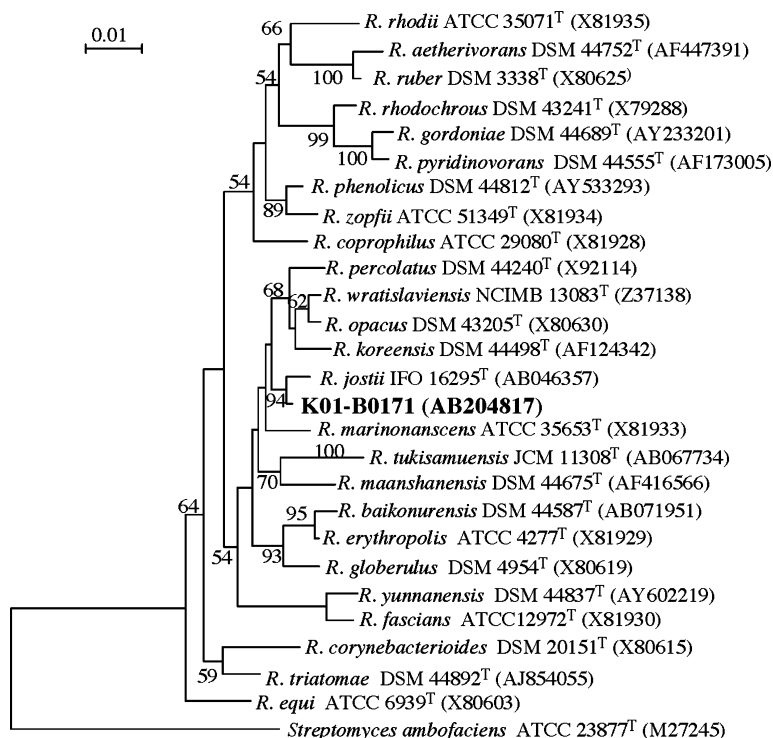 0.01
66
R. rhodii ATCC 35071T (X81935)
R. aetherivorans DSM 44752T (AF447391)
54
100
R. ruber DSM 3338T (X80625)
R. rhodochrous DSM 43241T (X79288)
99
R. gordoniae DSM 44689T (AY233201)
100
R. pyridinovorans DSM 44555T (AF173005)
54
R. phenolicus DSM 44812T (AY533293)
89
R. zopfii ATCC 51349T (X81934)
R. coprophilus ATCC 29080T (X81928)
R. percolatus DSM 44240T (X92114)
68
62
R. wratislaviensis NCIMB 13083T (Z37138)
R. opacus DSM 43205T (X80630)
R. koreensis DSM 44498T (AF124342)
R. jostii IFO 16295T (AB046357)
94
K01-B0171 (AB204817)
R. marinonanscens ATCC 35653T (X81933)
100
R. tukisamuensis JCM 11308T (AB067734)
70
R. maanshanensis DSM 44675T (AF416566)
64
95
R. baikonurensis DSM 44587T (AB071951)
R. erythropolis ATCC 4277T (X81929)
54
93
R. globerulus DSM 4954T (X80619)
R. yunnanensis DSM 44837T (AY602219)
R. fascians ATCC12972T (X81930)
R. corynebacterioides DSM 20151T (X80615)
59
R. triatomae DSM 44892T (AJ854055)
R. equi ATCC 6939T (X80603)
Streptomyces ambofaciens ATCC 23877T (M27245)